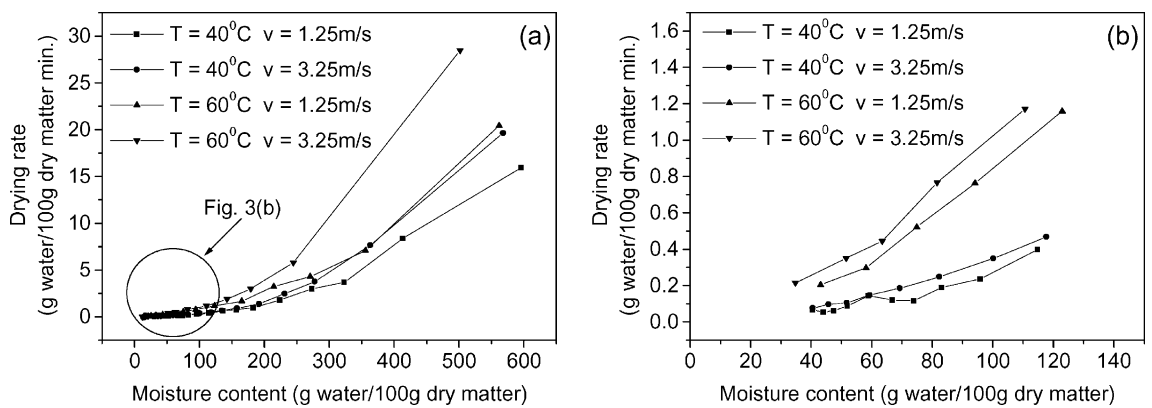 (a)
T = 40⁰C v = 1.25m/s
T = 40⁰C v = 3.25m/s
T = 60⁰C v = 1.25m/s
T = 60⁰C v = 3.25m/s
Fig. 3(b)
30
25
20
15
10
5
0
0 100 200 300 400 500 600
Drying rate
(g water/100g dry matter min.)
Moisture content (g water/100g dry matter)
(b)
T = 40⁰C v = 1.25m/s
T = 40⁰C v = 3.25m/s
T = 60⁰C v = 1.25m/s
T = 60⁰C v = 3.25m/s
1.6
1.4
1.2
1.0
0.8
0.6
0.4
0.2
0.0
0 20 40 60 80 100 120 140
Drying rate
(g water/100g dry matter min.)
Moisture content (g water/100g dry matter)